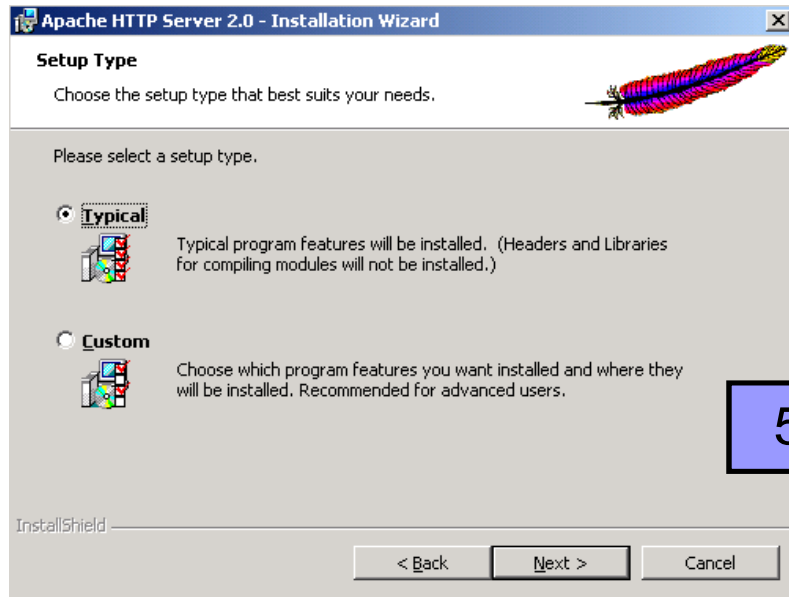 Apache HTTP Server 2.0 - Installation Wizard
Setup Type
Choose the setup type that best suits your needs.
Please select a setup type.
Typical
Typical program features will be installed. (Headers and Libraries
for compiling modules will not be installed.)
Custom
Choose which program features you want installed and where they
will be installed. Recommended for advanced users.
5
InstallShield
< Back
Next >
Cancel